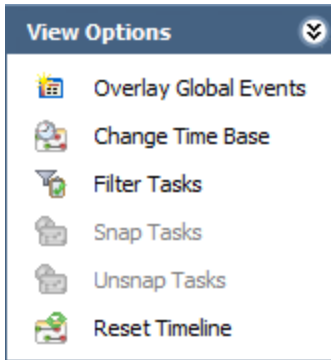 View Options
Overlay Global Events
Change Time Base
Filter Tasks
Snap Tasks
Unsnap Tasks
Reset Timeline